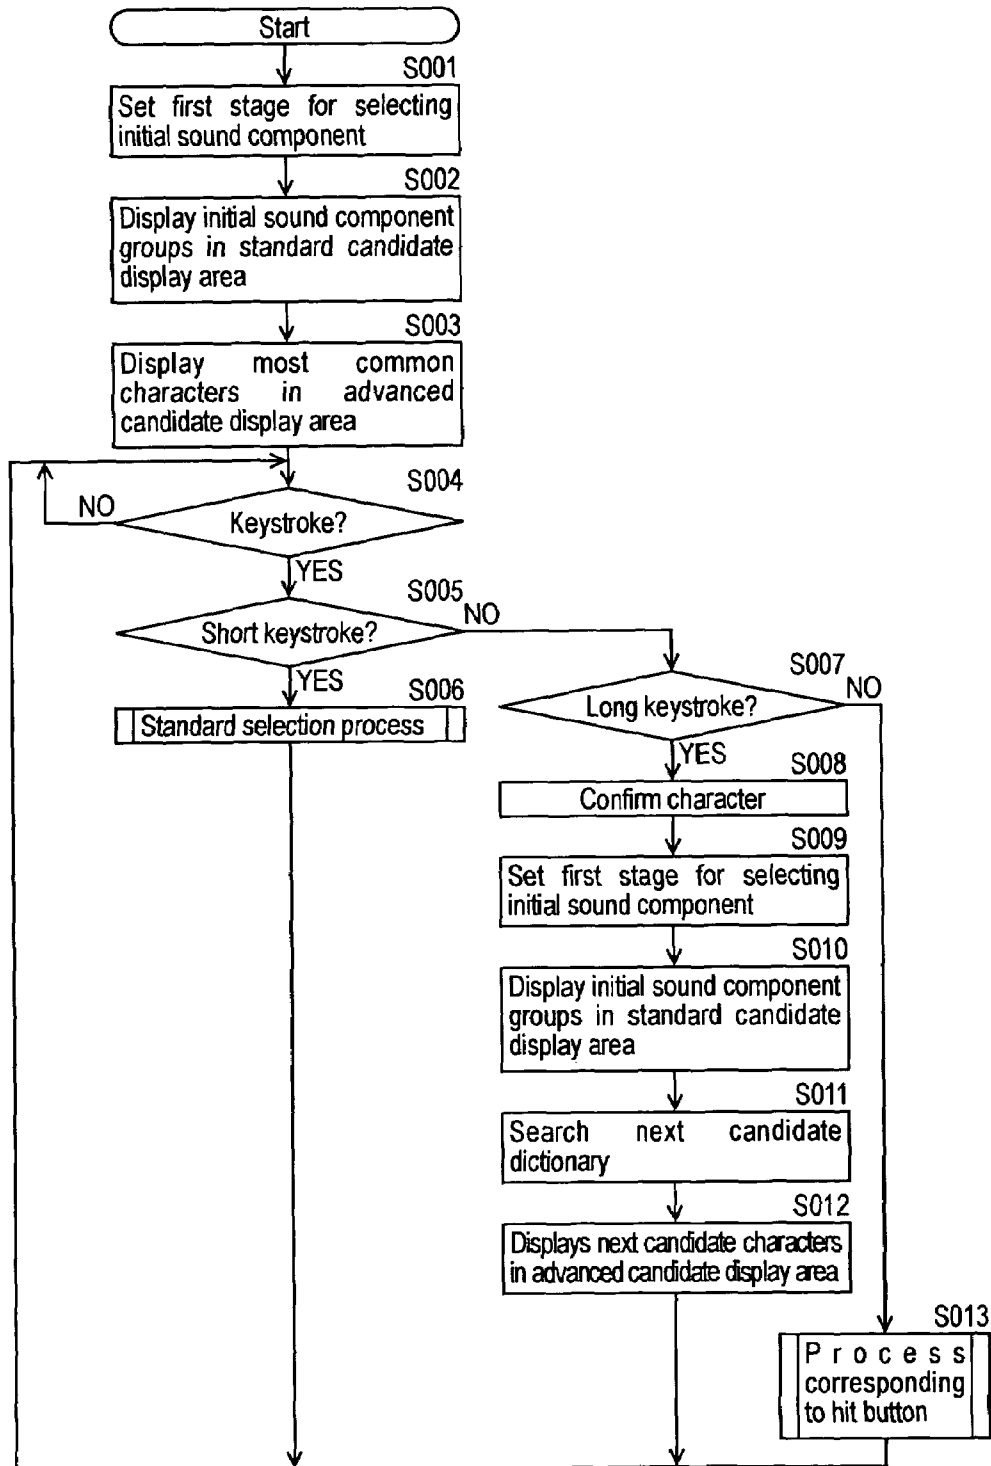 Start
S001
Set first stage for selecting
initial sound component
S002
Display initial sound component
groups in standard candidate
display area
S003
Display most common
characters in advanced
candidate display area
S004
NO
Keystroke?
YES
S005
NO
Short keystroke?
YES
S006
Standard selection process
S007
NO
Long keystroke?
YES
S008
Confirm character
S009
Set first stage for selecting
initial sound component
S010
Display initial sound component
groups in standard candidate
display area
S011
Search next candidate
dictionary
S012
Displays next candidate characters
in advanced candidate display area
S013
Process
corresponding
to hit button